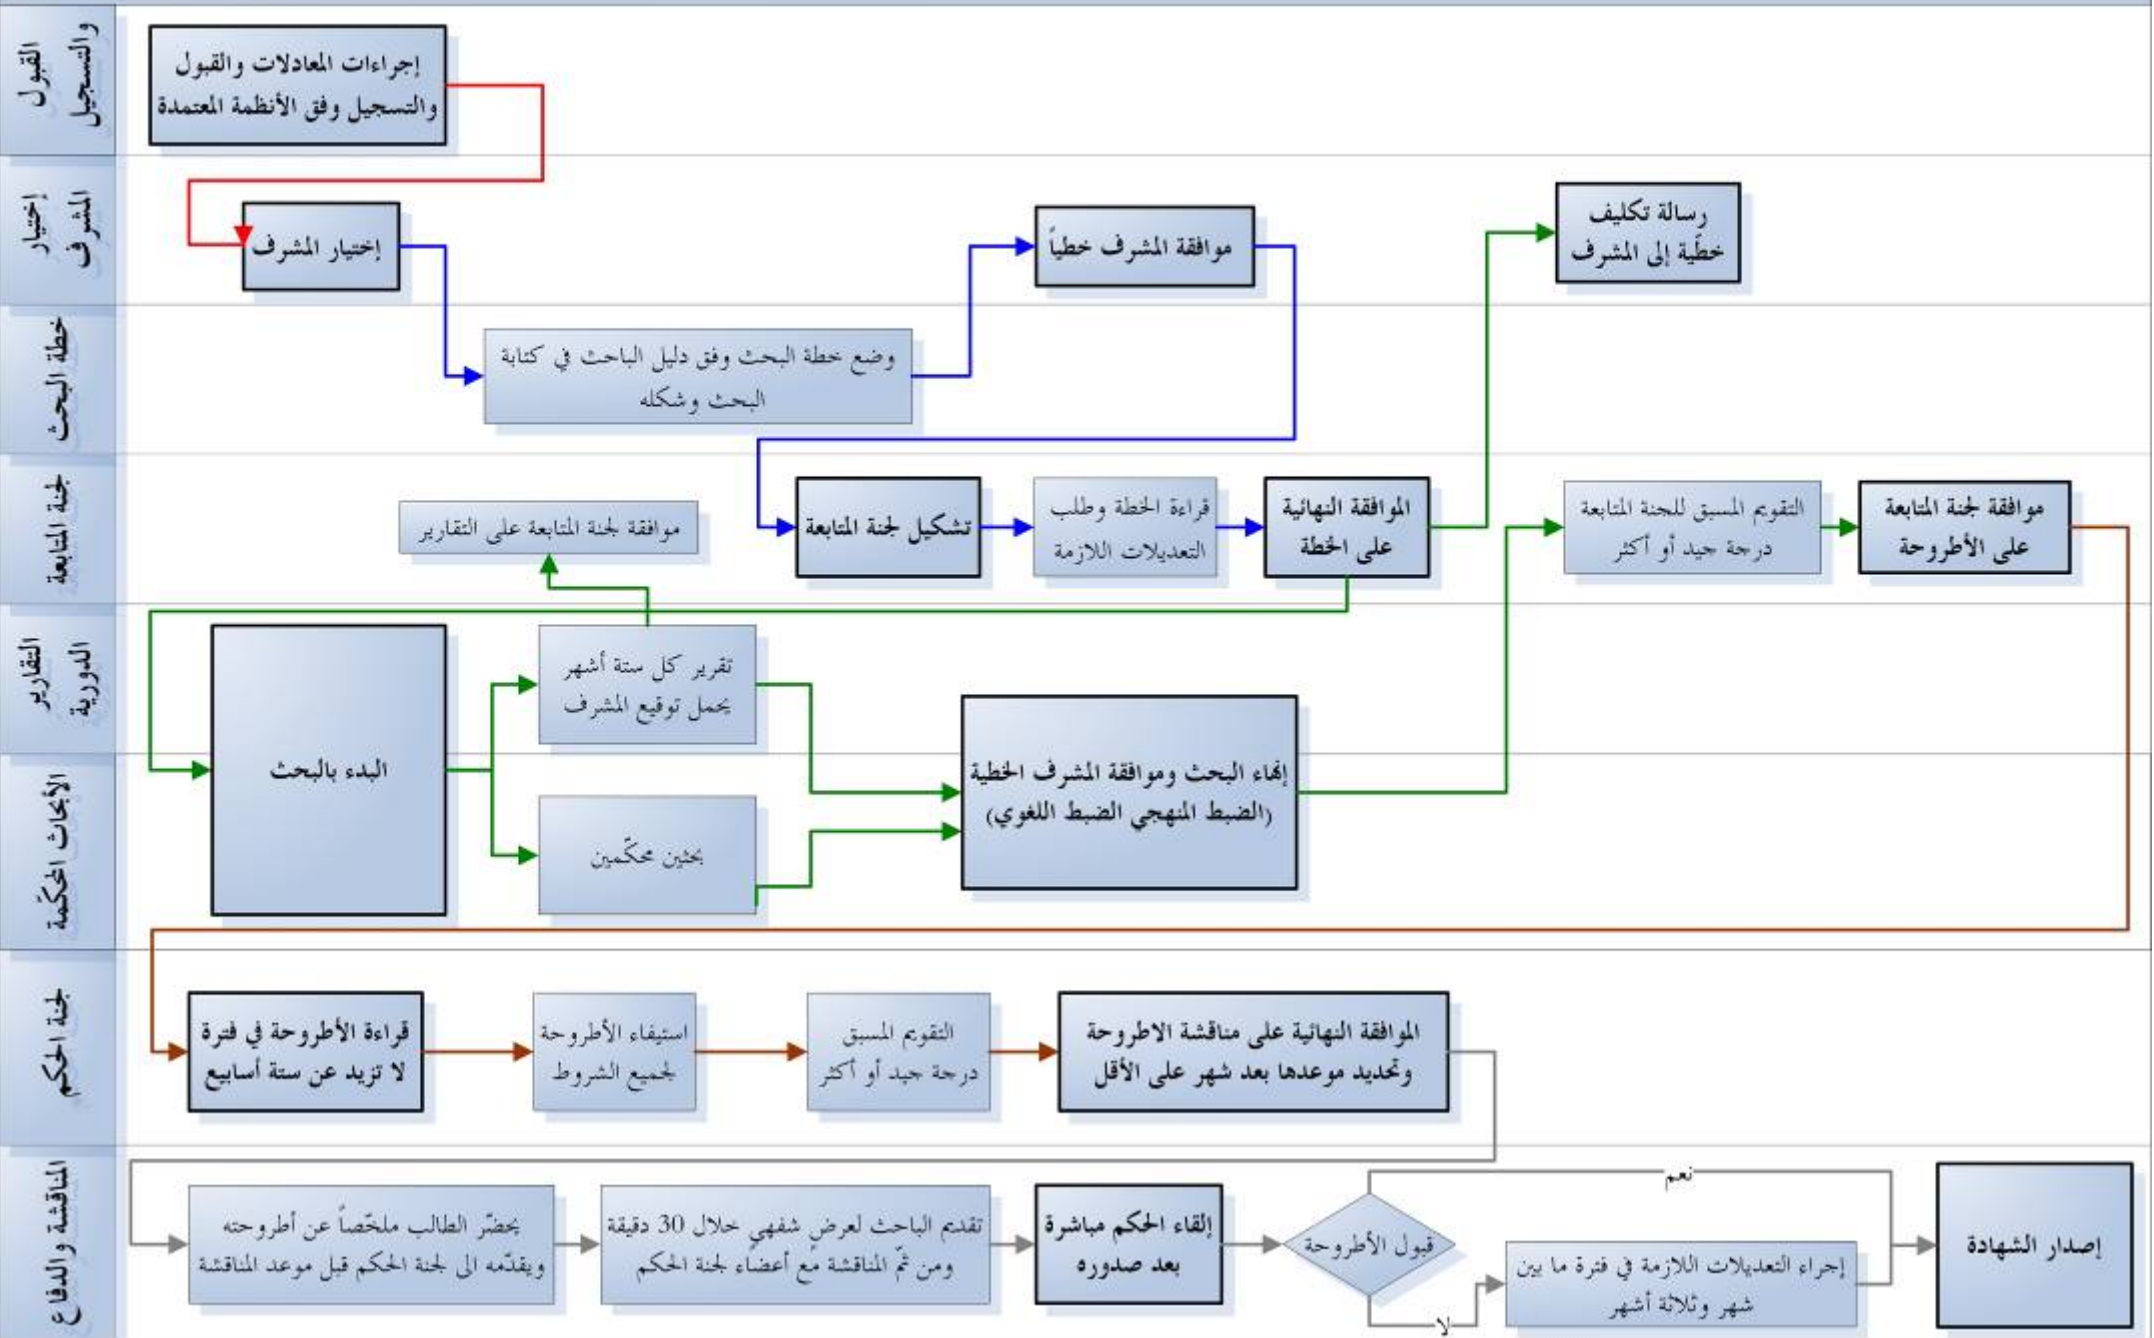 القبول
والتسجيل
إجراءات المعادلات والقبول
والتسجيل وفق الأنظمة المعتمدة
إختيار
المشرف
إختيار المشرف
موافقة المشرف خطياً
رسالة تكليف
خطّية إلى المشرف
خطة البحث
وضع خطة البحث وفق دليل الباحث في كتابة
البحث وشكله
لجنة المتابعة
موافقة لجنة المتابعة على التقارير
تشكيل لجنة المتابعة
قراءة الخطة وطلب
التعديلات اللازمة
الموافقة النهائية
على الخطة
التقويم المسبق للجنة المتابعة
درجة جيد أو أكثر
موافقة لجنة المتابعة
على الأطروحة
التقارير
الدورية
تقرير كل ستة أشهر
يحمل توقيع المشرف
البدء بالبحث
إنهاء البحث وموافقة المشرف الخطية
(الضبط المنهجي الضبط اللغوي)
الأبحاث المحكّمة
بحثين محكّمين
لجنة الحكم
قراءة الأطروحة في فترة
لا تزيد عن ستة أسابيع
استيفاء الأطروحة
لجميع الشروط
التقويم المسبق
درجة جيد أو أكثر
الموافقة النهائية على مناقشة الاطروحة
وتحديد موعدها بعد شهر على الأقل
المناقشة والدفاع
يحضّر الطالب ملخّصاً عن أطروحته
ويقدّمه الى لجنة الحكم قبل موعد المناقشة
تقديم الباحث لعرض شفهي خلال 30 دقيقة
ومن ثمّ المناقشة مع أعضاء لجنة الحكم
إلقاء الحكم مباشرة
بعد صدوره
قبول الأطروحة
نعم
لا
إجراء التعديلات اللازمة في فترة ما بين
شهر وثلاثة أشهر
إصدار الشهادة